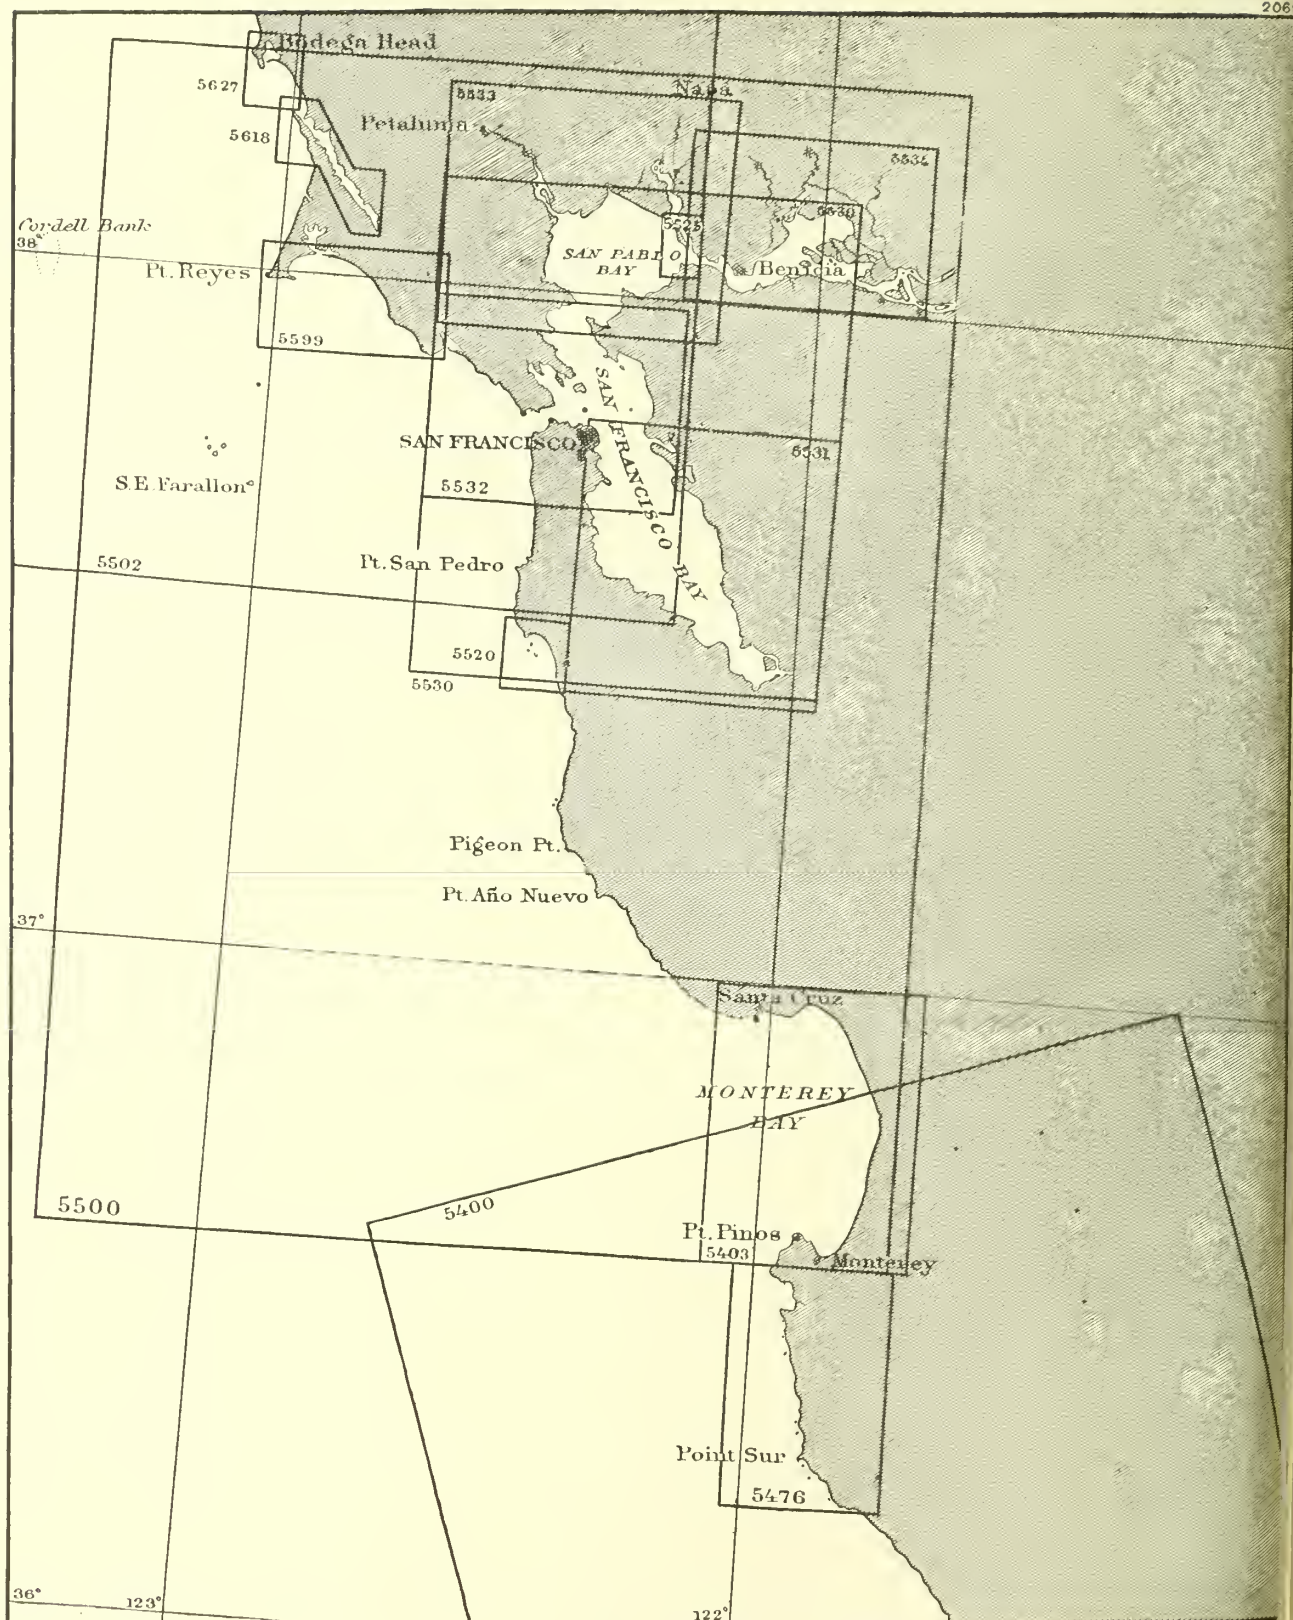 206
Bodega Head
5627
5533
Napa
Petaluma
5618
5534
Cordell Bank
38°
5525
5530
SAN PABLO
BAY
Pt. Reyes
Benicia
5599
SAN FRANCISCO BAY
SAN FRANCISCO
5531
S.E. Farallon
5532
5502
Pt. San Pedro
5520
5530
Pigeon Pt.
Pt. Año Nuevo
37°
Santa Cruz
MONTEREY
BAY
5500
5400
Pt. Pinos
5403
Monterey
Point Sur
5476
36°
123°
122°